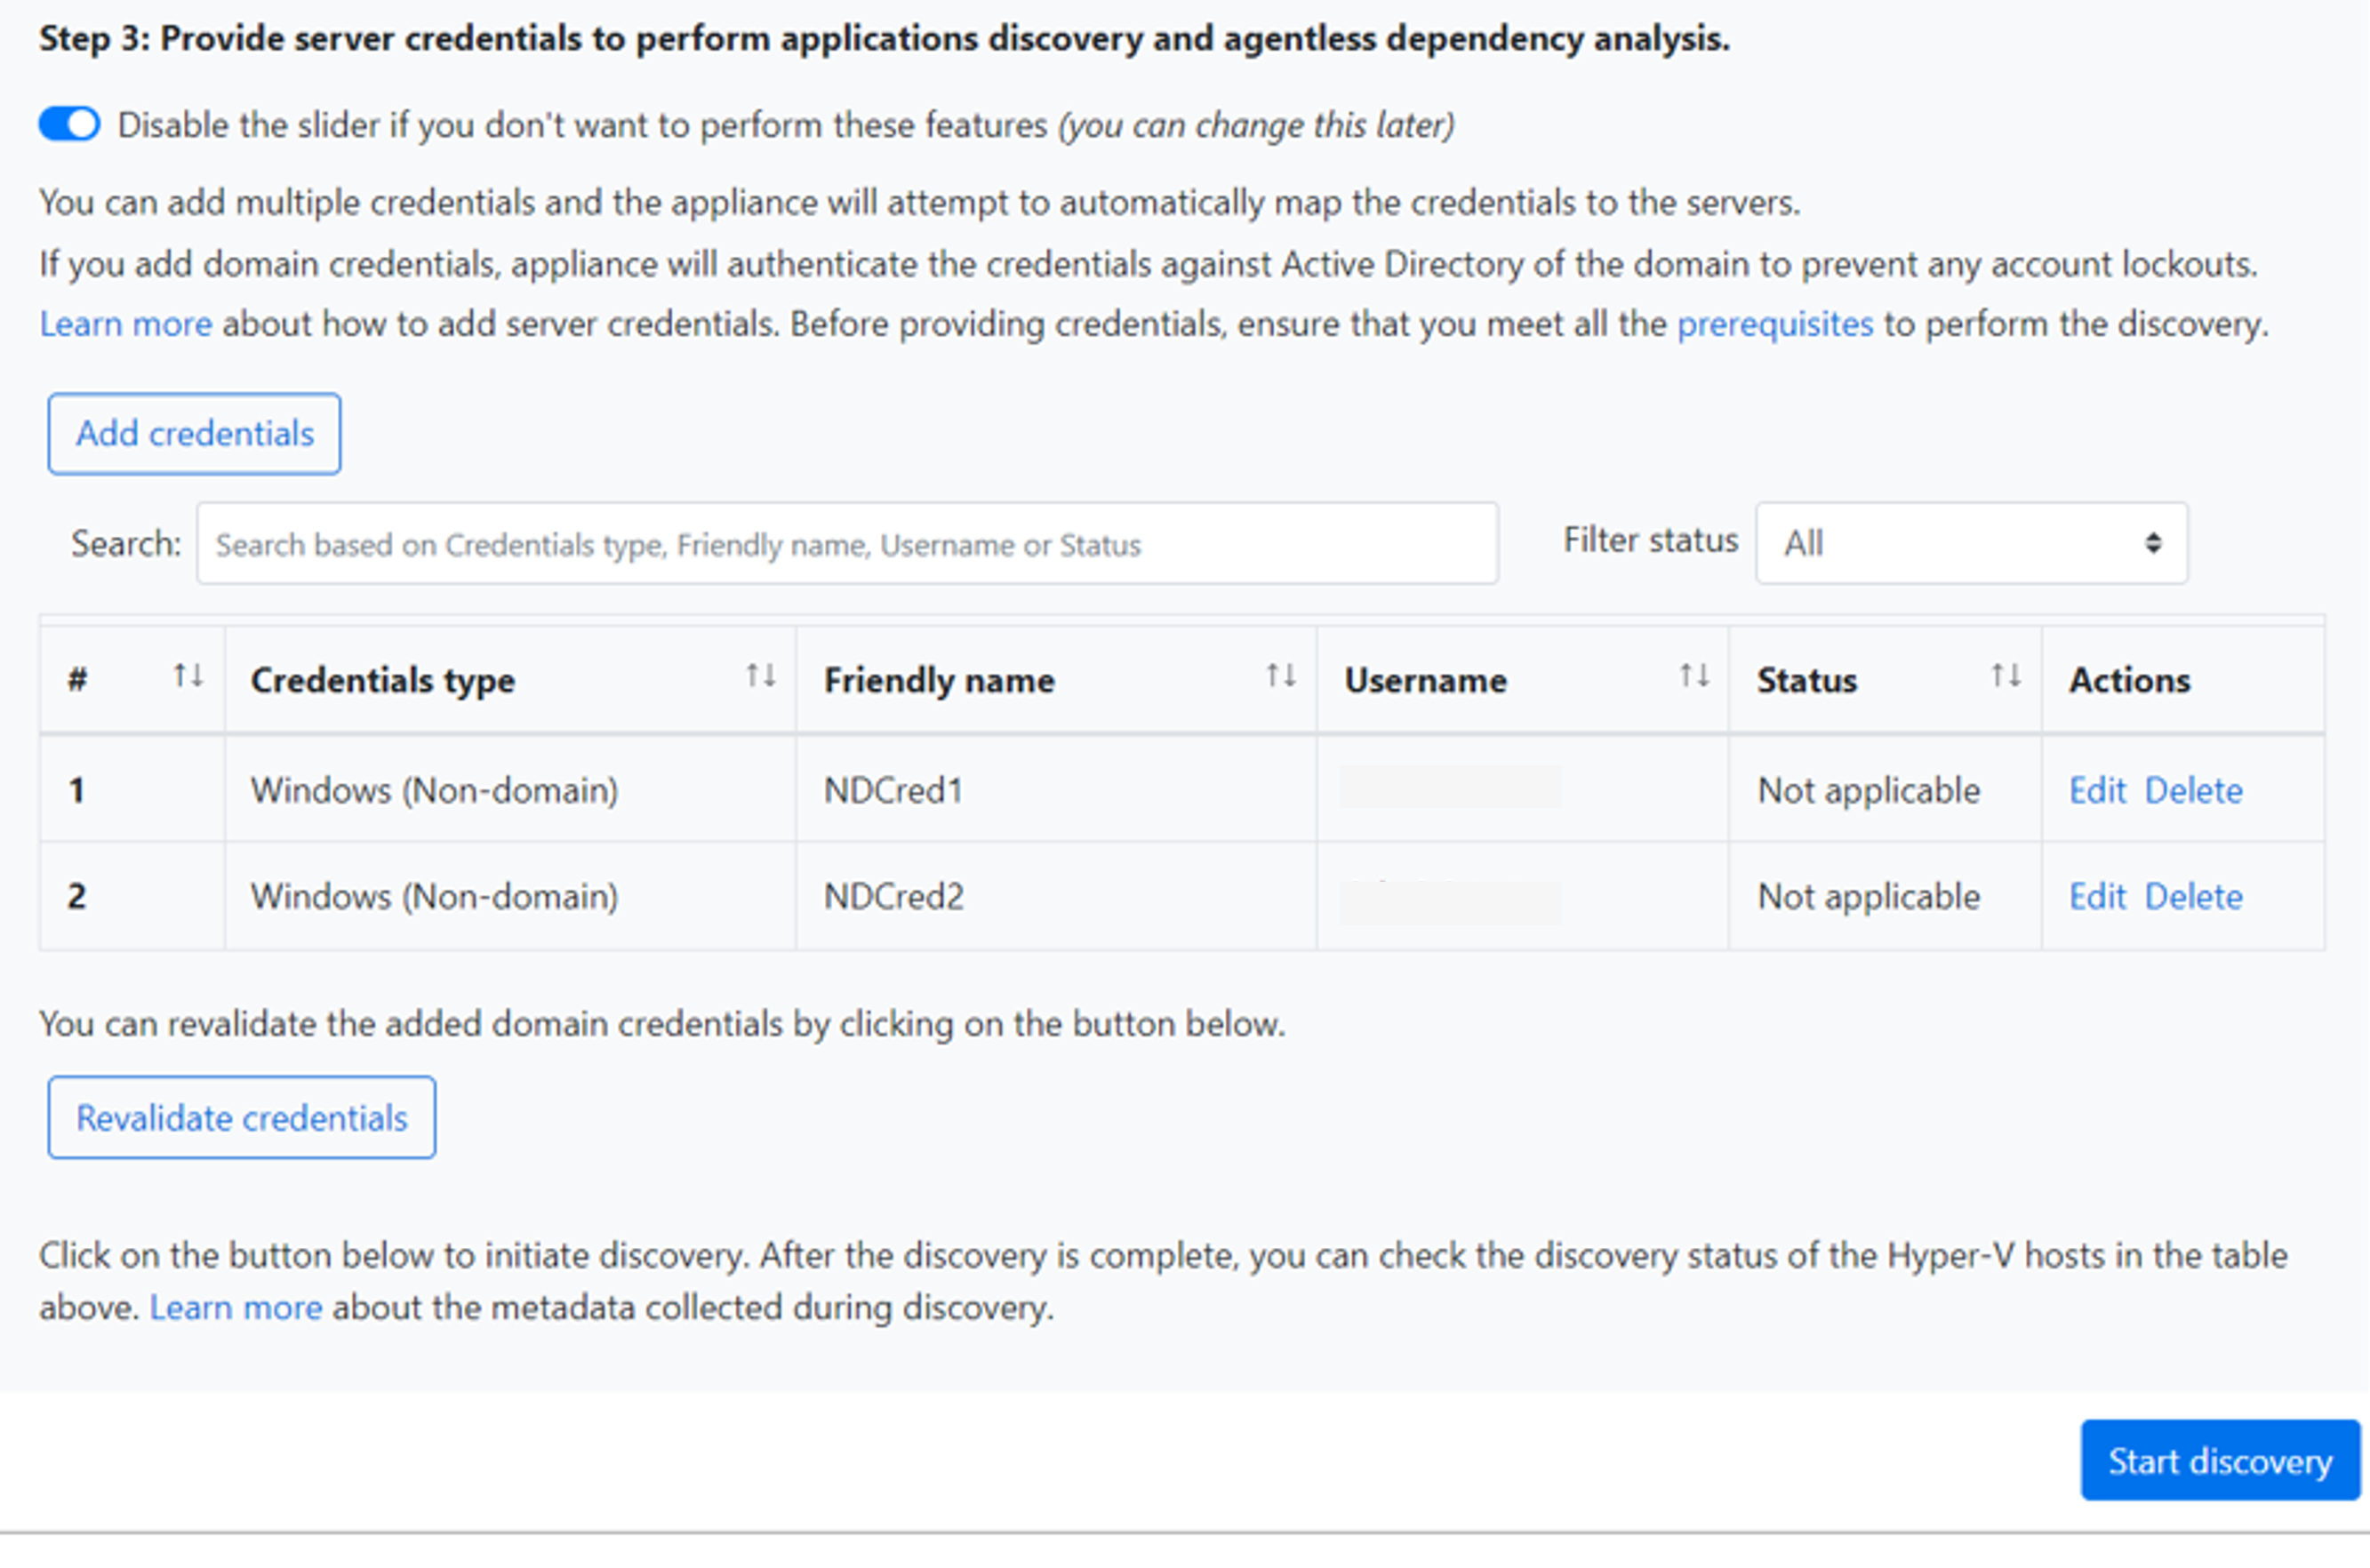 Step 3: Provide server credentials to perform applications discovery and agentless dependency analysis.
Disable the slider if you don't want to perform these features (you can change this later)
You can add multiple credentials and the appliance will attempt to automatically map the credentials to the servers.
If you add domain credentials, appliance will authenticate the credentials against Active Directory of the domain to prevent any account lockouts.
Learn more about how to add server credentials. Before providing credentials, ensure that you meet all the prerequisites to perform the discovery.
Add credentials
Search: Search based on Credentials type, Friendly name, Username or Status Filter status All
# ↑↓ Credentials type ↑↓ Friendly name ↑↓ Username ↑↓ Status ↑↓ Actions
1 Windows (Non-domain) NDCred1 Not applicable Edit Delete
2 Windows (Non-domain) NDCred2 Not applicable Edit Delete
You can revalidate the added domain credentials by clicking on the button below.
Revalidate credentials
Click on the button below to initiate discovery. After the discovery is complete, you can check the discovery status of the Hyper-V hosts in the table
above. Learn more about the metadata collected during discovery.
Start discovery